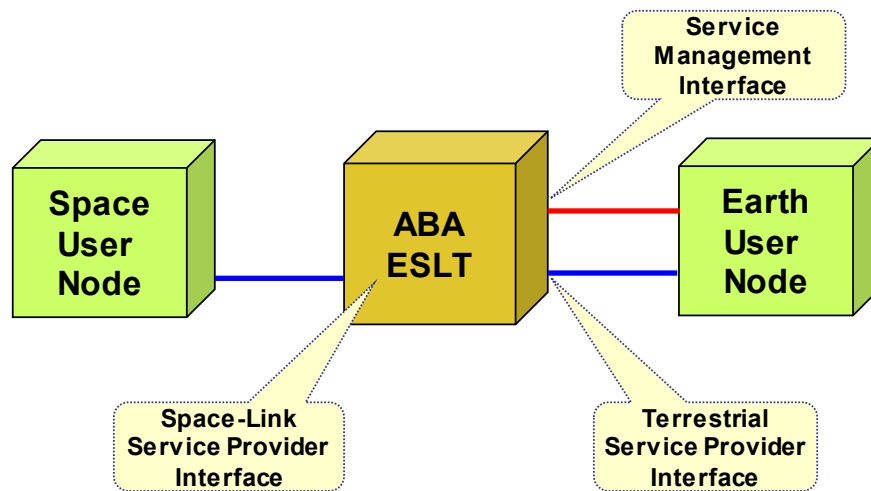 Service
Management
Interface
Space
User
Node
ABA
ESLT
Earth
User
Node
Space-Link
Service Provider
Interface
Terrestrial
Service Provider
Interface